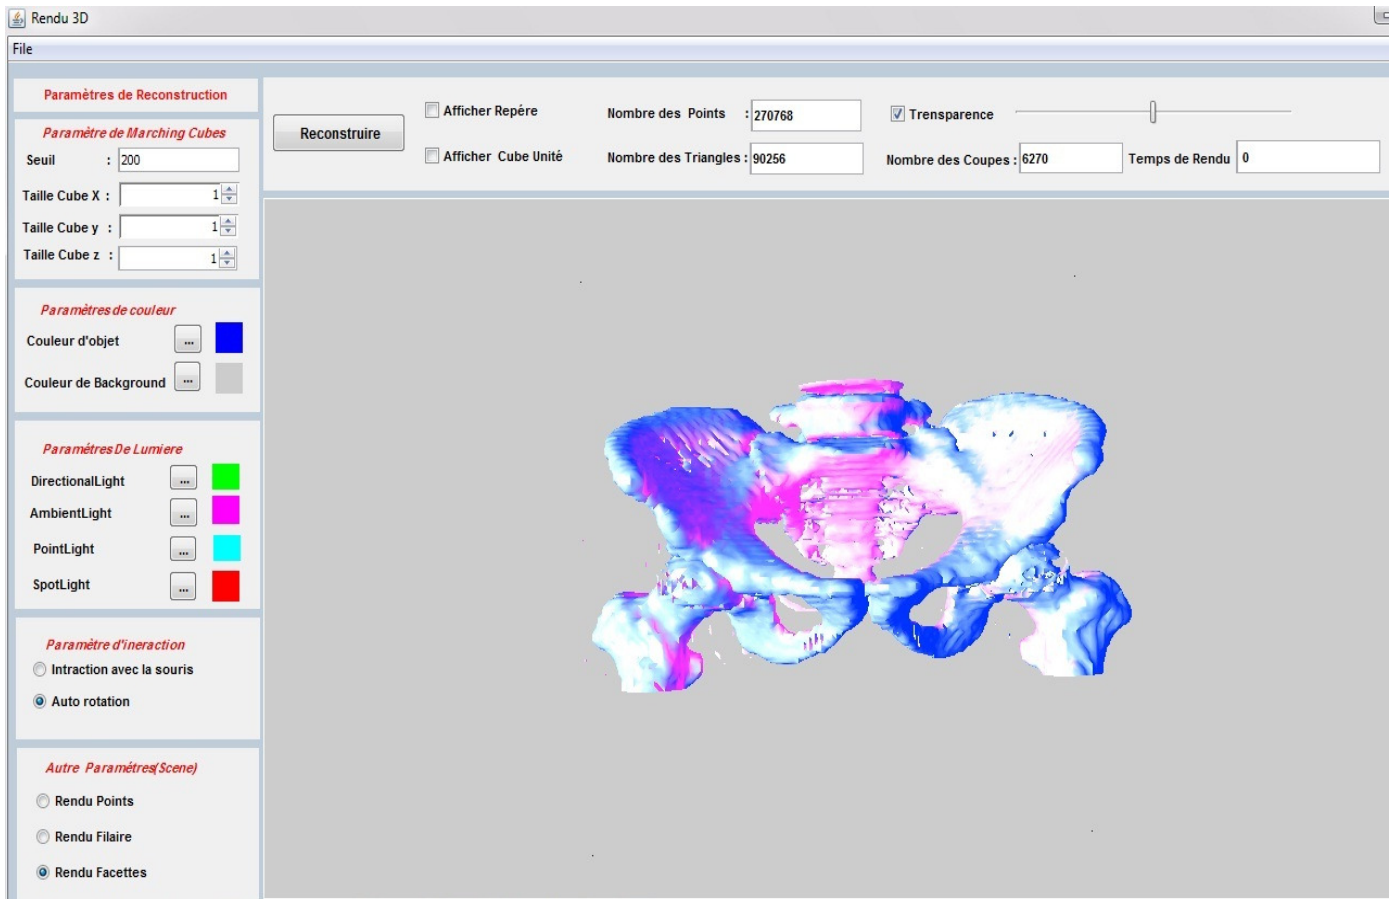 Rendu 3D
File
Paramètres de Reconstruction
Paramètre de Marching Cubes
Seuil : 200
Taille Cube X : 1
Taille Cube y : 1
Taille Cube z : 1
Paramètres de couleur
Couleur d'objet ...
Couleur de Background ...
Paramétres De Lumiere
DirectionalLight ...
AmbientLight ...
PointLight ...
SpotLight ...
Paramètre d'ineraction
Intraction avec la souris
Auto rotation
Autre Paramétres(Scene)
Rendu Points
Rendu Filaire
Rendu Facettes
Reconstruire
Afficher Repére
Nombre des Points : 270768
Trensparence
Afficher Cube Unité
Nombre des Triangles : 90256
Nombre des Coupes : 6270
Temps de Rendu 0